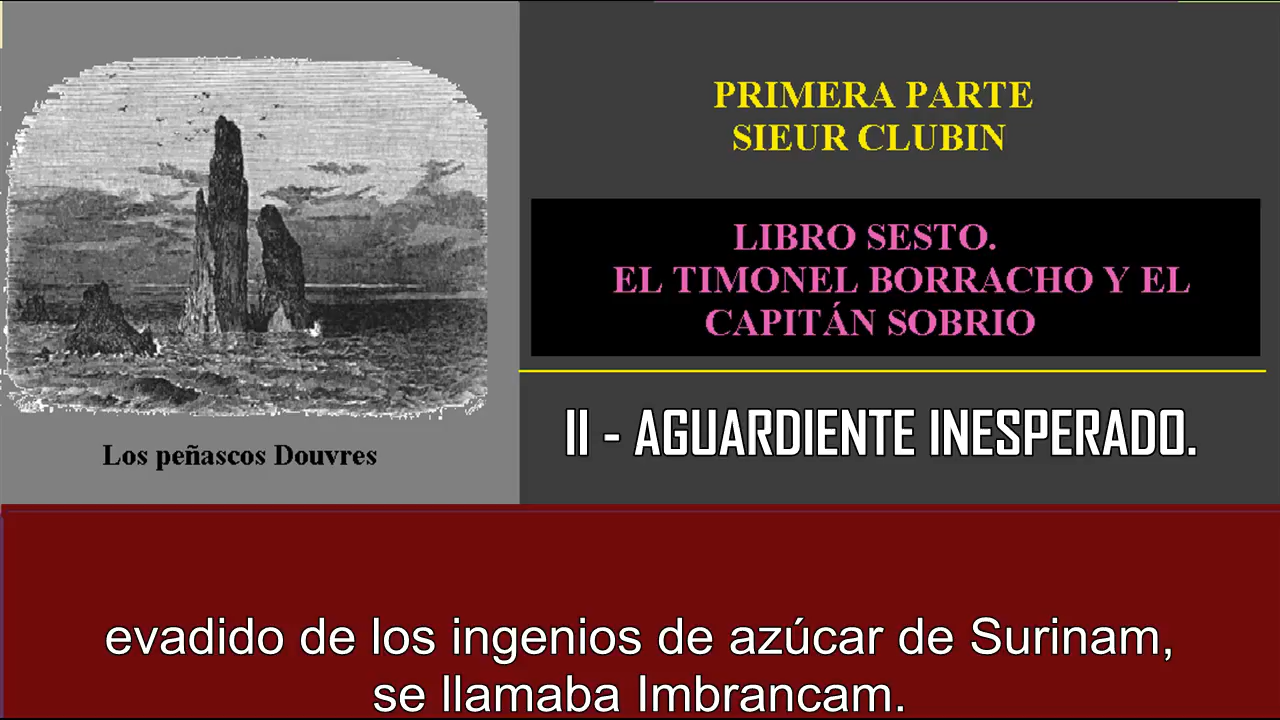 PRIMERA PARTE
SIEUR CLUBIN
LIBRO SESTO.
EL TIMONEL BORRACHO Y EL
CAPITÁN SOBRIO
II - AGUARDIENTE INESPERADO.
Los peñascos Douvres
evadido de los ingenios de azúcar de Surinam,
se llamaba Imbrancam.